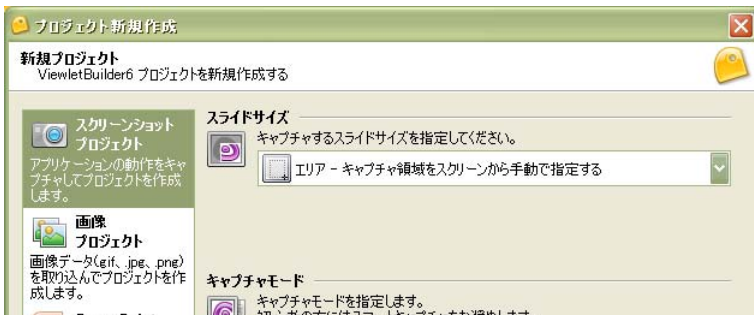 プロジェクト新規作成
新規プロジェクト
ViewletBuilder6 プロジェクトを新規作成する
スクリーンショット
プロジェクト
アプリケーションの動作をキャ
プチャしてプロジェクトを作成
します。
画像
プロジェクト
画像データ(gif、.jpg、.png)
を取り込んでプロジェクトを作
成します。
スライドサイズ
キャプチャするスライドサイズを指定してください。
エリア - キャプチャ領域をスクリーンから手動で指定する
キャプチャモード
キャプチャモードを指定します。